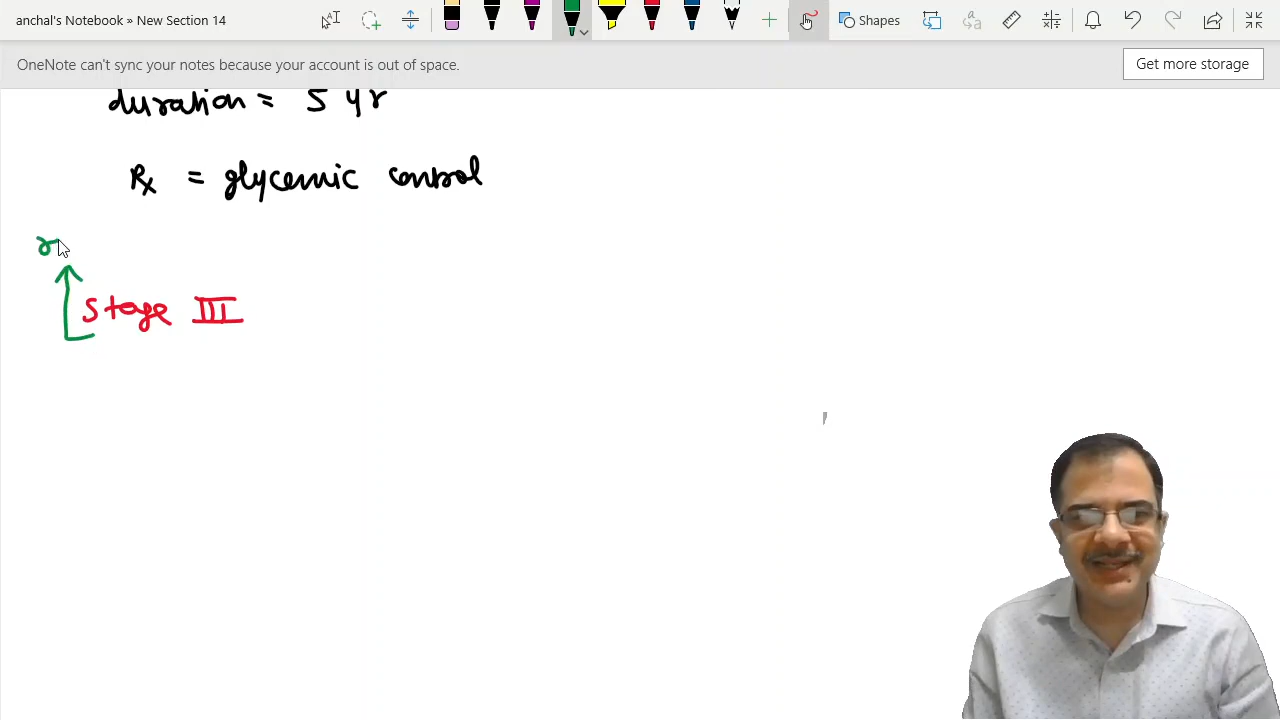 anchal's Notebook » New Section 14
Shapes
OneNote can't sync your notes because your account is out of space.
Get more storage
duration = 5 yr
Rx = glycemic control
r
Stage III